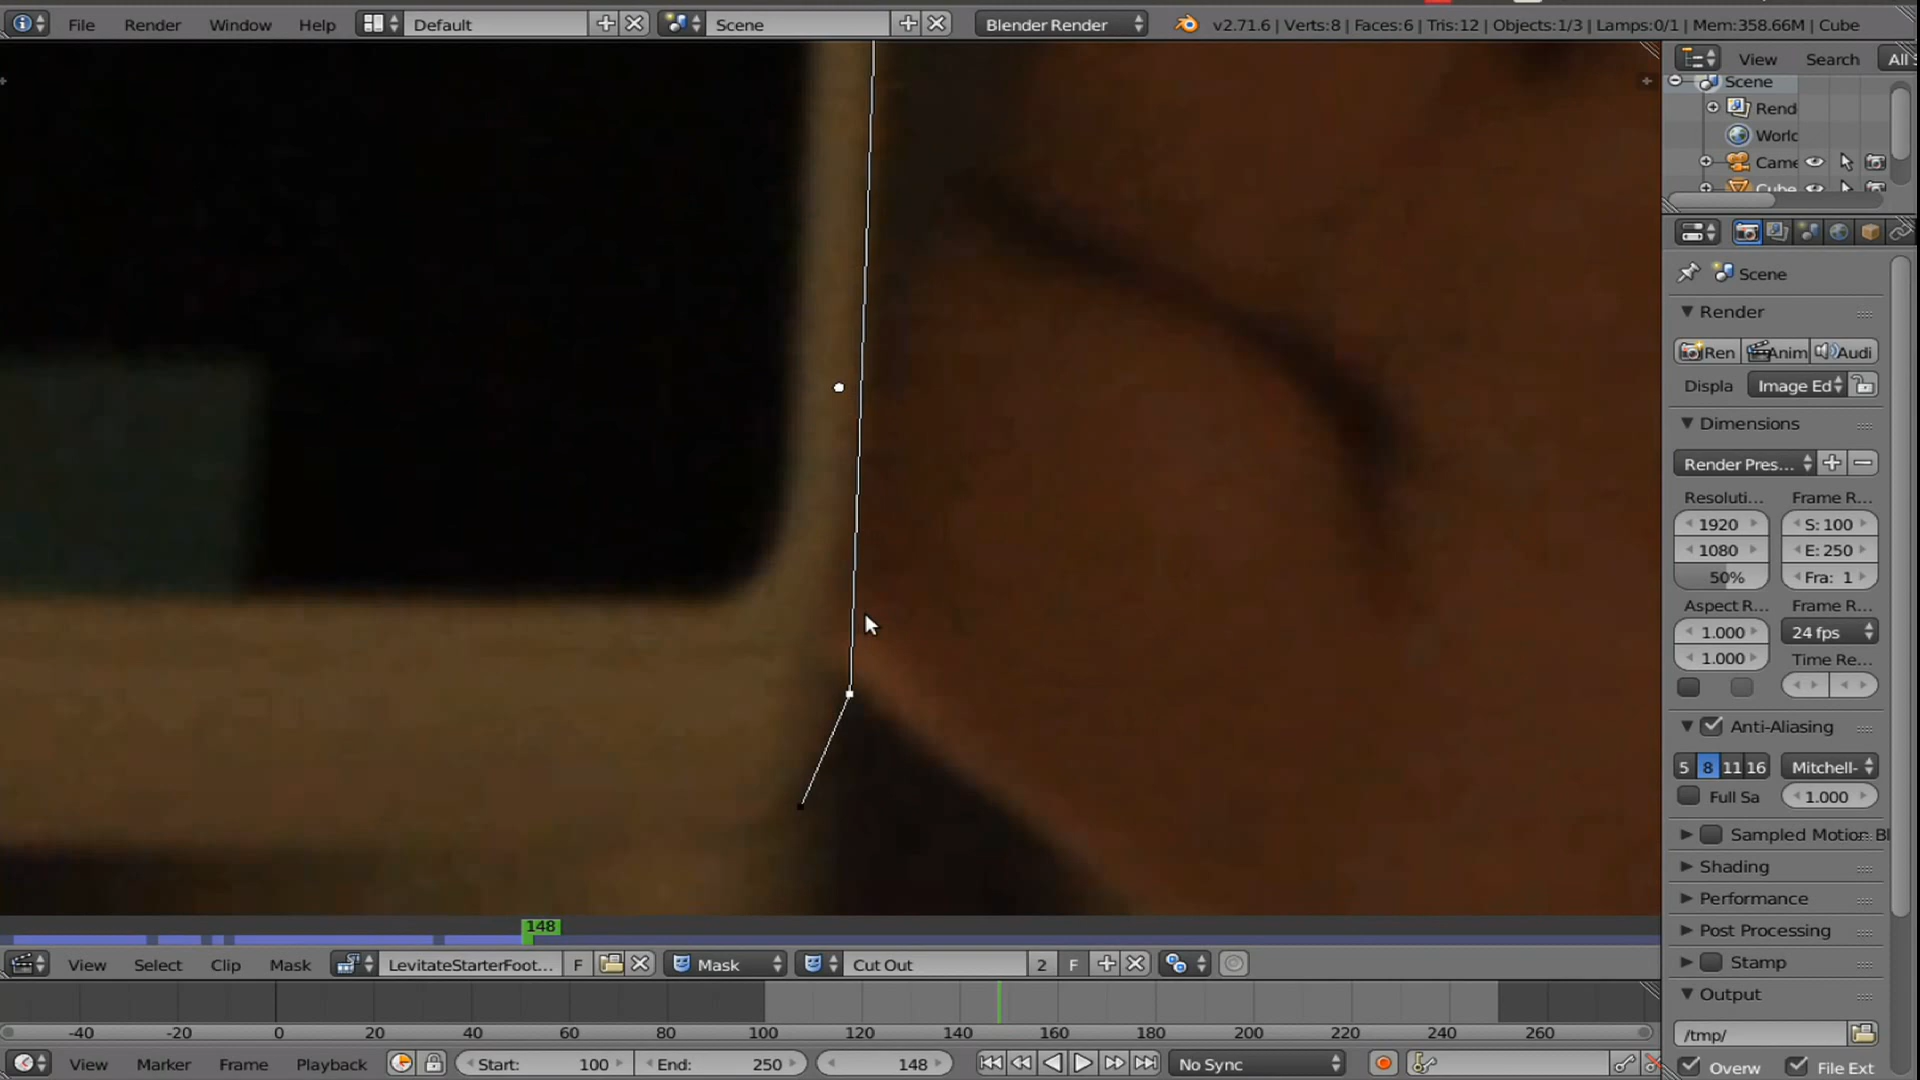 File Render Window Help Default Scene Blender Render v2.71.6 | Verts:8 | Faces:6 | Tris:12 | Objects:1/3 | Lamps:0/1 | Mem:358.66M | Cube
View Search All
Scene
Rend
World
Came
Cube
Scene
Render
Ren Anim Audi
Displa Image Ed
Dimensions
Render Pres...
Resoluti... Frame R...
1920 S: 100
1080 E: 250
50% Fra: 1
Aspect R... Frame R...
1.000 24 fps
1.000 Time Re...
Anti-Aliasing
5 8 11 16 Mitchell-
Full Sa 1.000
Sampled Motion Bl
Shading
Performance
Post Processing
Stamp
Output
/tmp/
Overw File Ext
148
View Select Clip Mask LevitateStarterFoot... F Mask Cut Out 2 F
-40 -20 0 20 40 60 80 100 120 140 160 180 200 220 240 260
View Marker Frame Playback Start: 100 End: 250 148 No Sync